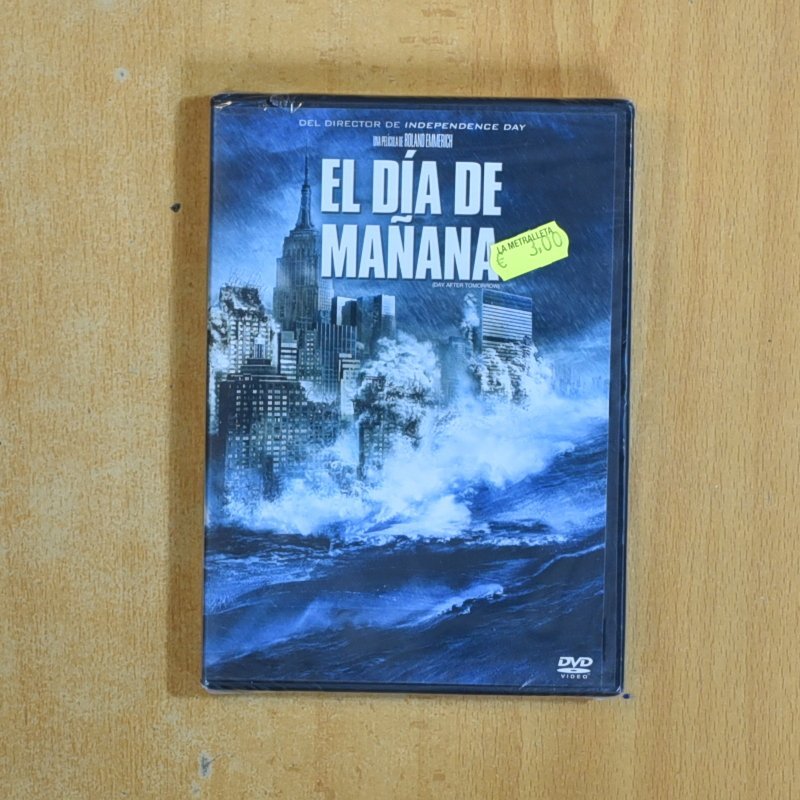 DEL DIRECTOR DE INDEPENDENCE DAY
UNA PELÍCULA DE ROLAND EMMERICH
EL DÍA DE
MAÑANA
(DAY AFTER TOMORROW)
LA METRALLETA
€ 3,00
DVD
VIDEO